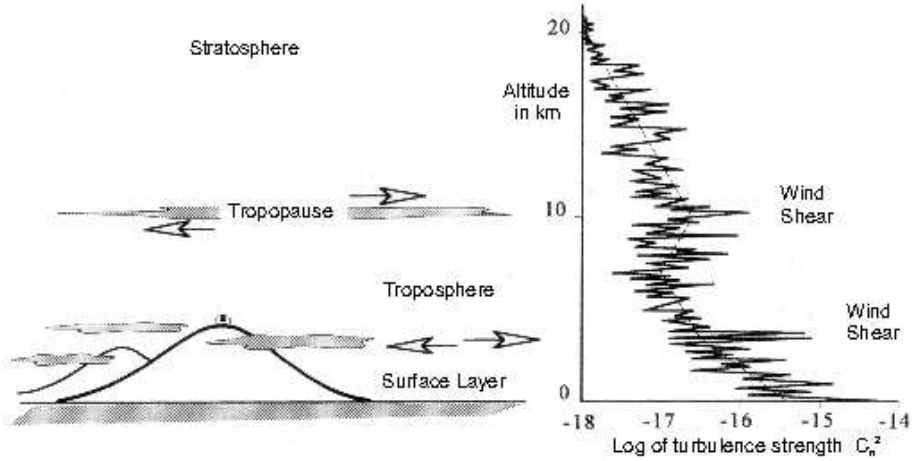 Stratosphere
Tropopause
Troposphere
Surface Layer
20
Altitude
in km
10
0
Wind
Shear
Wind
Shear
-18
-17
-16
-15
-14
Log of turbulence strength Cₙ²